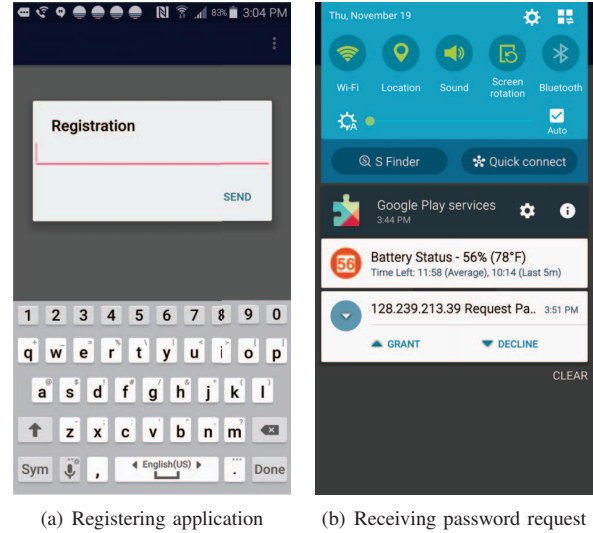 83% 3:04 PM
Registration
SEND
1 2 3 4 5 6 7 8 9 0
q w e r t y u i o p
a s d f g h j k l
z x c v b n m
Sym , English(US) . Done
(a) Registering application
Thu, November 19
Wi-Fi Location Sound Screen rotation Bluetooth
A Auto
S Finder Quick connect
Google Play services
3:44 PM
56 Battery Status - 56% (78°F)
Time Left: 11:58 (Average), 10:14 (Last 5m)
128.239.213.39 Request Pa.. 3:51 PM
GRANT DECLINE
CLEAR
(b) Receiving password request